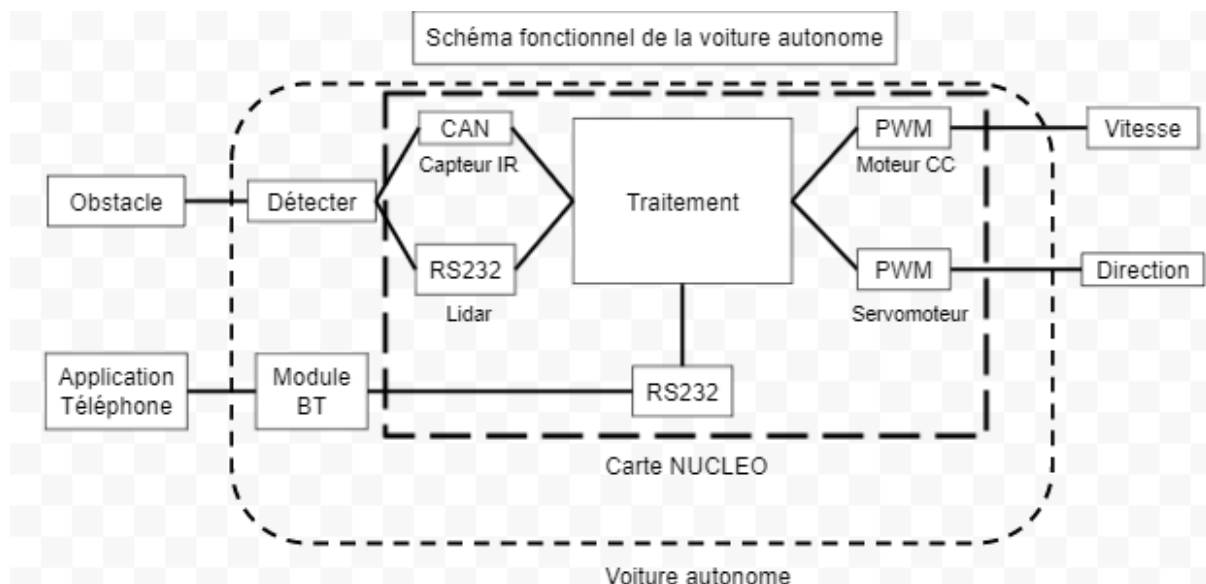 Schéma fonctionnel de la voiture autonome
CAN
Capteur IR
PWM
Moteur CC
Vitesse
Obstacle
Détecter
Traitement
RS232
Lidar
PWM
Servomoteur
Direction
Application
Téléphone
Module
BT
RS232
Carte NUCLEO
Voiture autonome